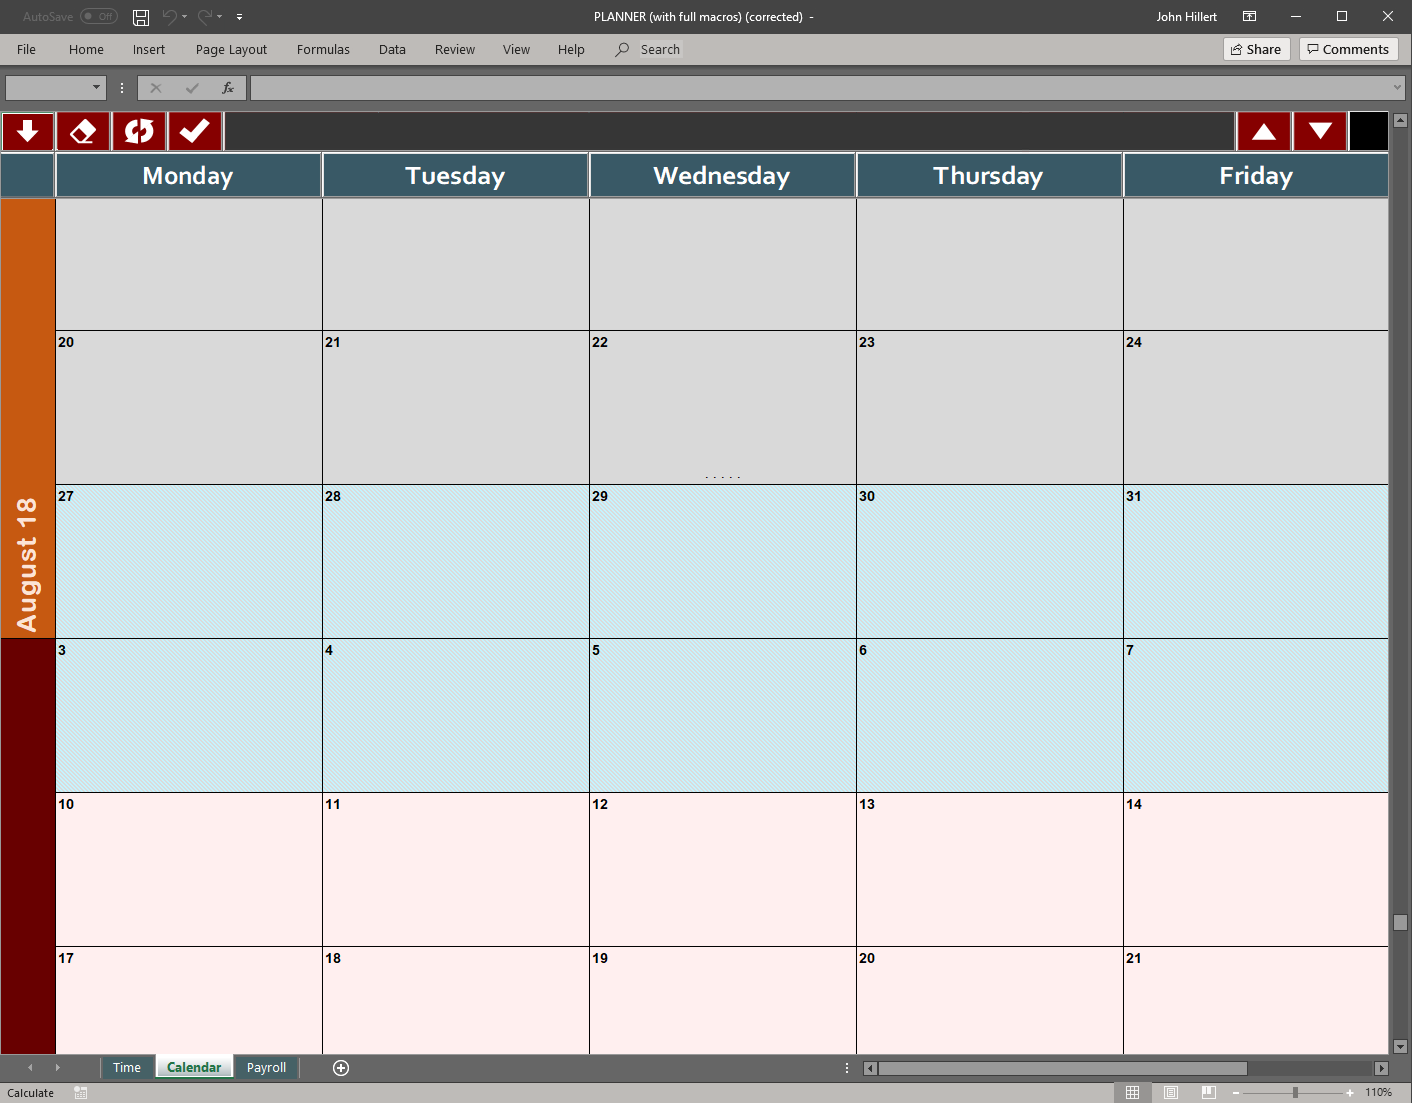 AutoSave Off PLANNER (with full macros) (corrected) - John Hillert
File Home Insert Page Layout Formulas Data Review View Help Search Share Comments
fx
Monday Tuesday Wednesday Thursday Friday
20 21 22 23 24
. . . . .
27 28 29 30 31
August 18
3 4 5 6 7
10 11 12 13 14
17 18 19 20 21
Time Calendar Payroll
Calculate 110%